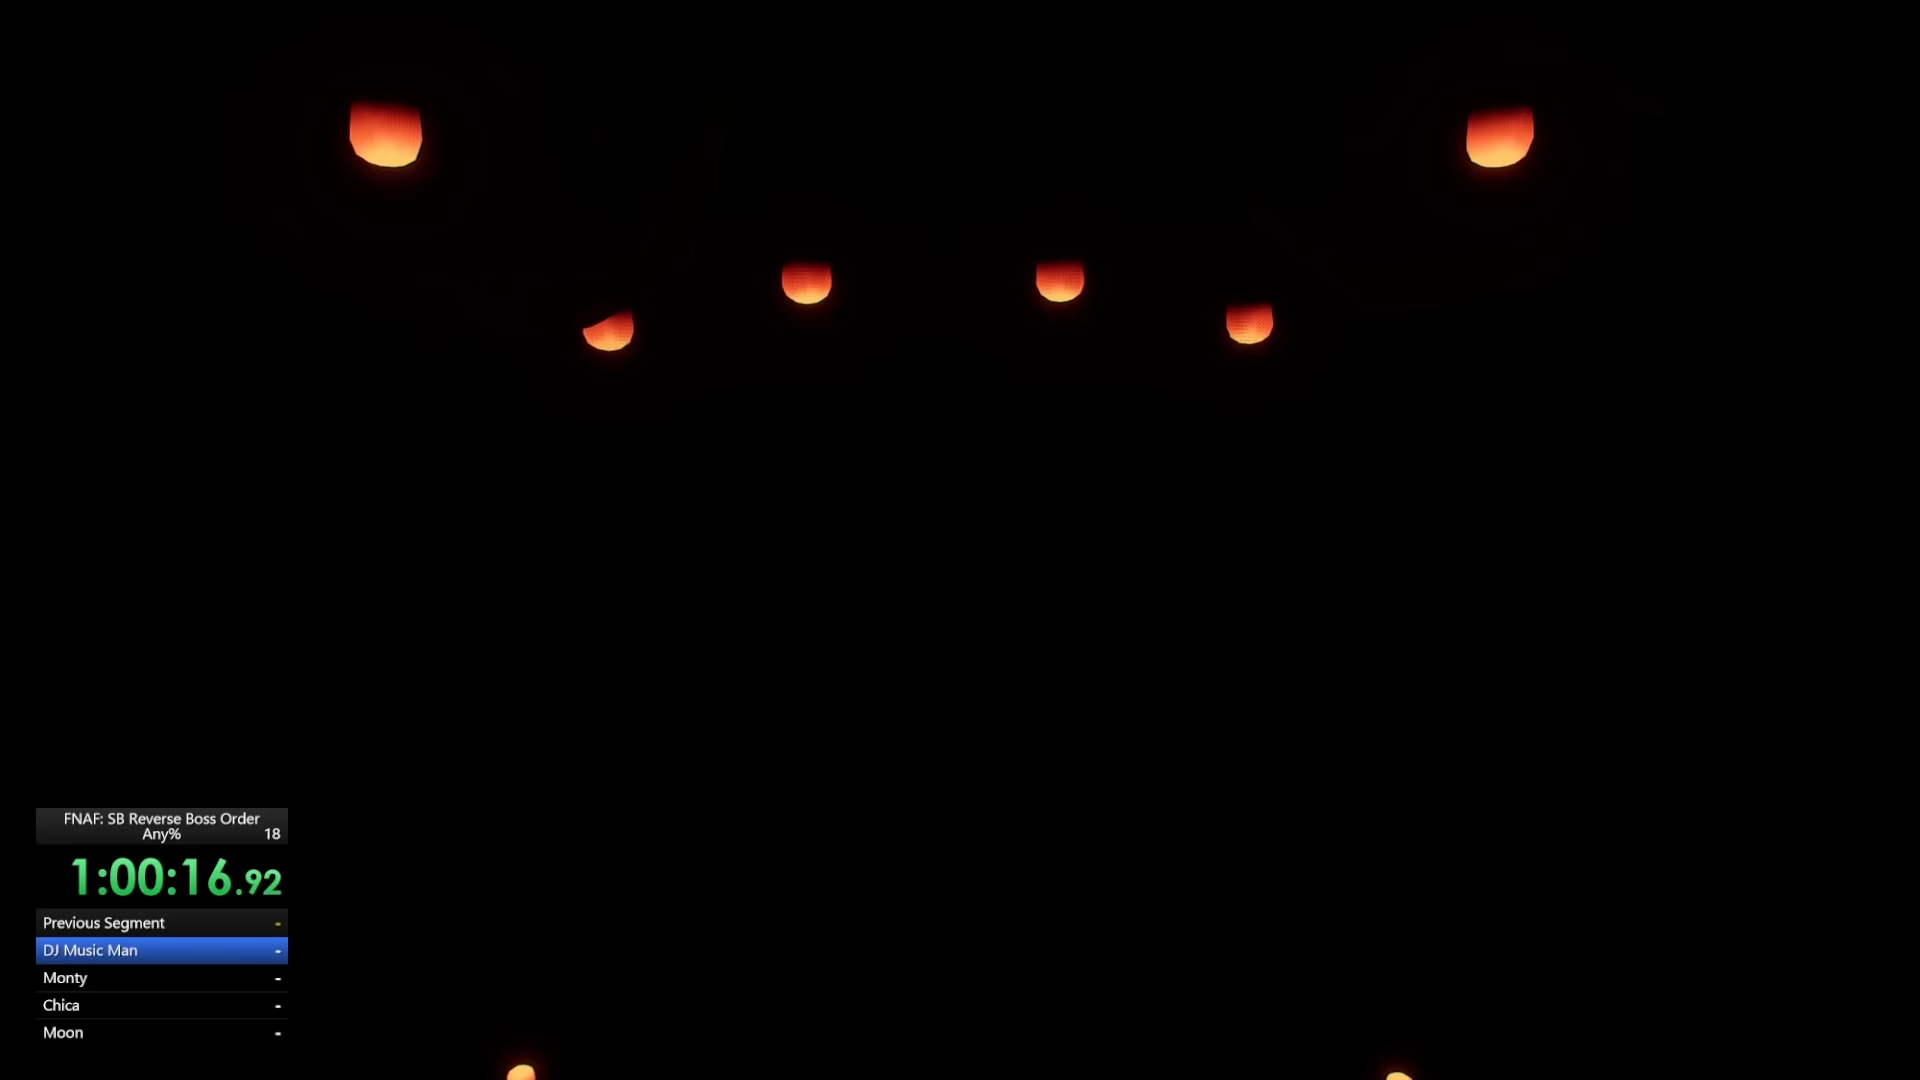 FNAF: SB Reverse Boss Order
Any% 18
1:00:16.92
Previous Segment -
DJ Music Man -
Monty -
Chica -
Moon -